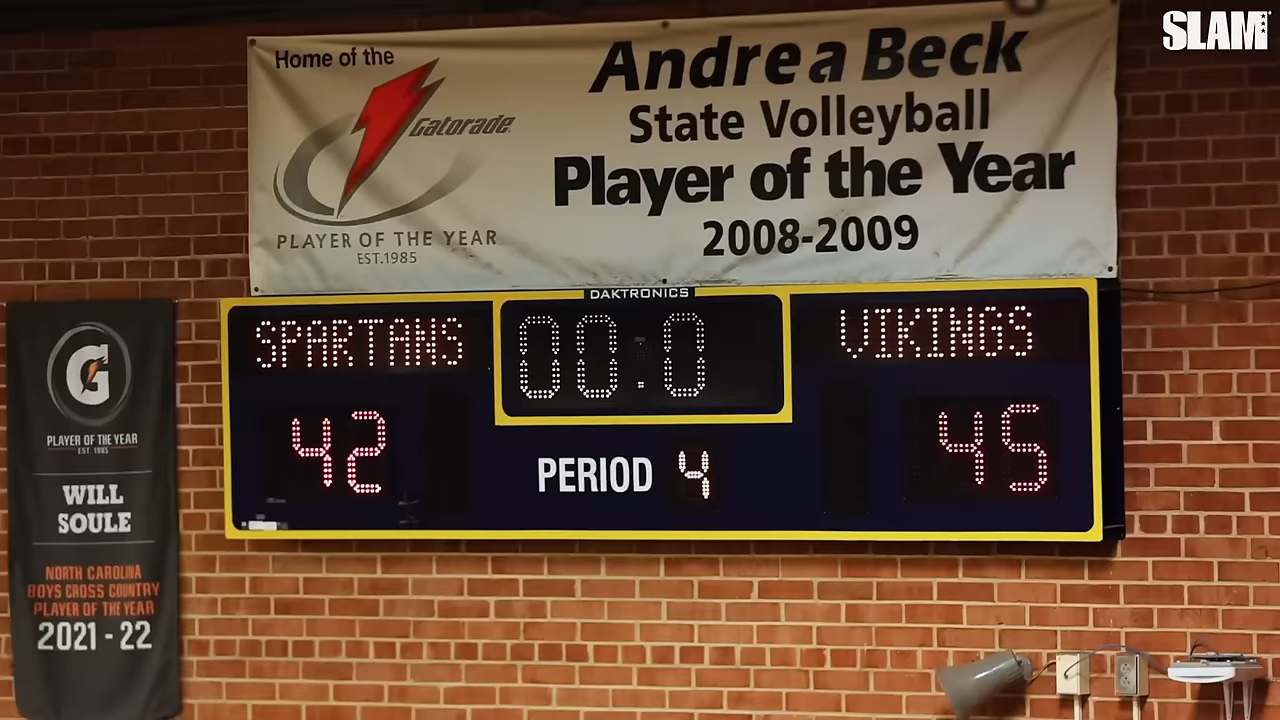 SLAM
Home of the
Gatorade
PLAYER OF THE YEAR
EST.1985
Andrea Beck
State Volleyball
Player of the Year
2008-2009
DAKTRONICS
SPARTANS
00.0
VIKINGS
42
PERIOD 4
45
G
PLAYER OF THE YEAR
EST. 1985
WILL
SOULE
NORTH CAROLINA
BOYS CROSS COUNTRY
PLAYER OF THE YEAR
2021 - 22